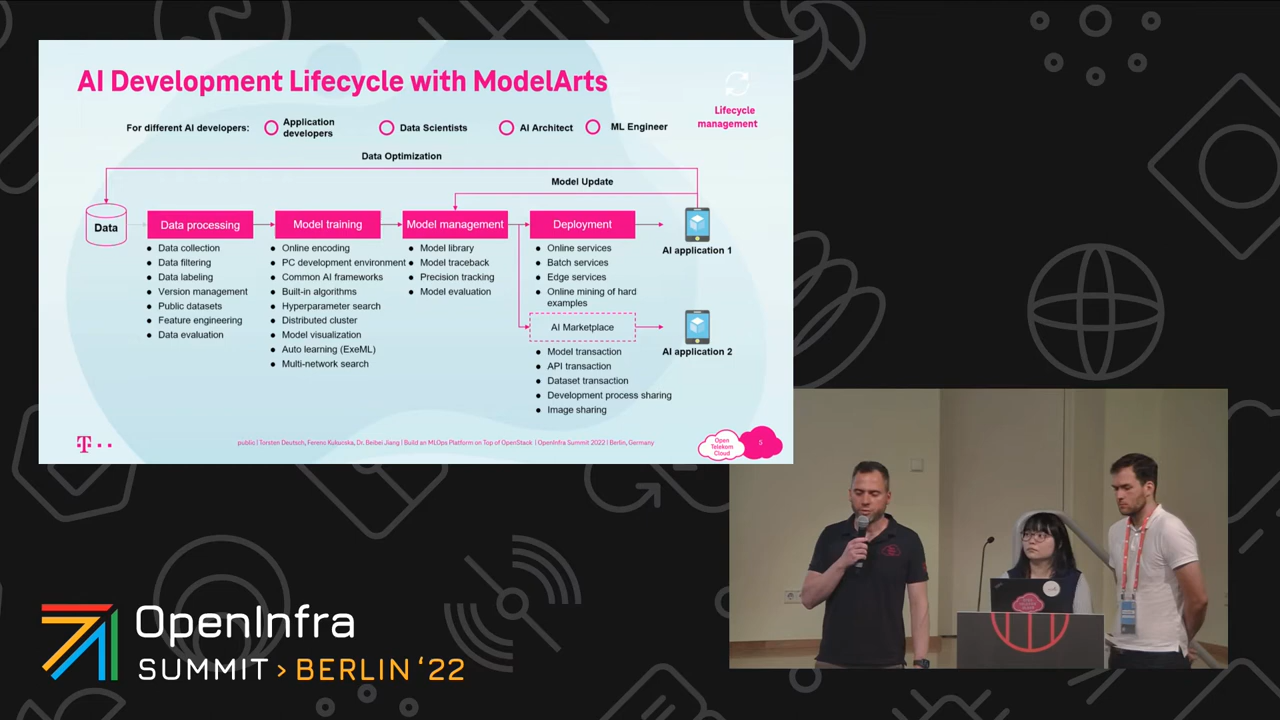 AI Development Lifecycle with ModelArts
Lifecycle
management
For different AI developers:
Application
developers
Data Scientists
AI Architect
ML Engineer
Data Optimization
Model Update
Data
Data processing
Model training
Model management
Deployment
AI application 1
• Data collection
• Data filtering
• Data labeling
• Version management
• Public datasets
• Feature engineering
• Data evaluation
• Online encoding
• PC development environment
• Common AI frameworks
• Built-in algorithms
• Hyperparameter search
• Distributed cluster
• Model visualization
• Auto learning (ExeML)
• Multi-network search
• Model library
• Model traceback
• Precision tracking
• Model evaluation
• Online services
• Batch services
• Edge services
• Online mining of hard
examples
AI Marketplace
AI application 2
• Model transaction
• API transaction
• Dataset transaction
• Development process sharing
• Image sharing
T
public | Torsten Deutsch, Ferenc Kukucska, Dr. Beibei Jiang | Build an MLOps Platform on Top of OpenStack | OpenInfra Summit 2022 | Berlin, Germany
Open
Telekom
Cloud
5
OpenInfra
SUMMIT > BERLIN ‘22